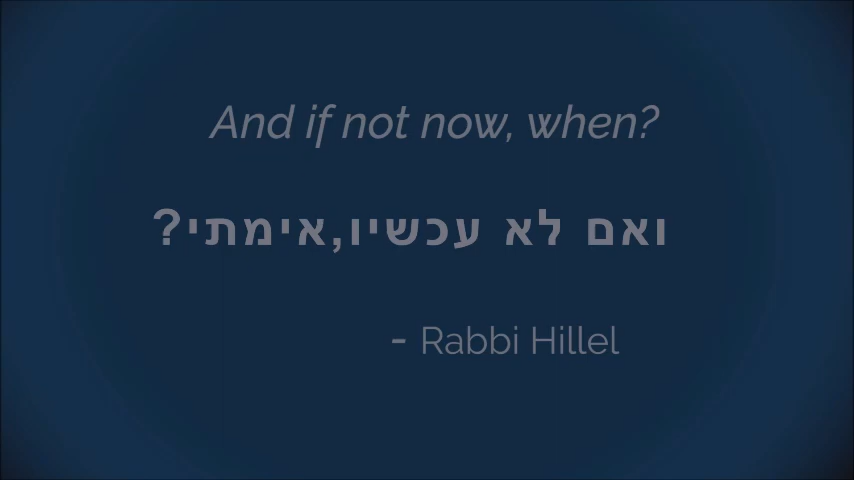 And if not now, when?
ואם לא עכשיו,אימתי?
- Rabbi Hillel